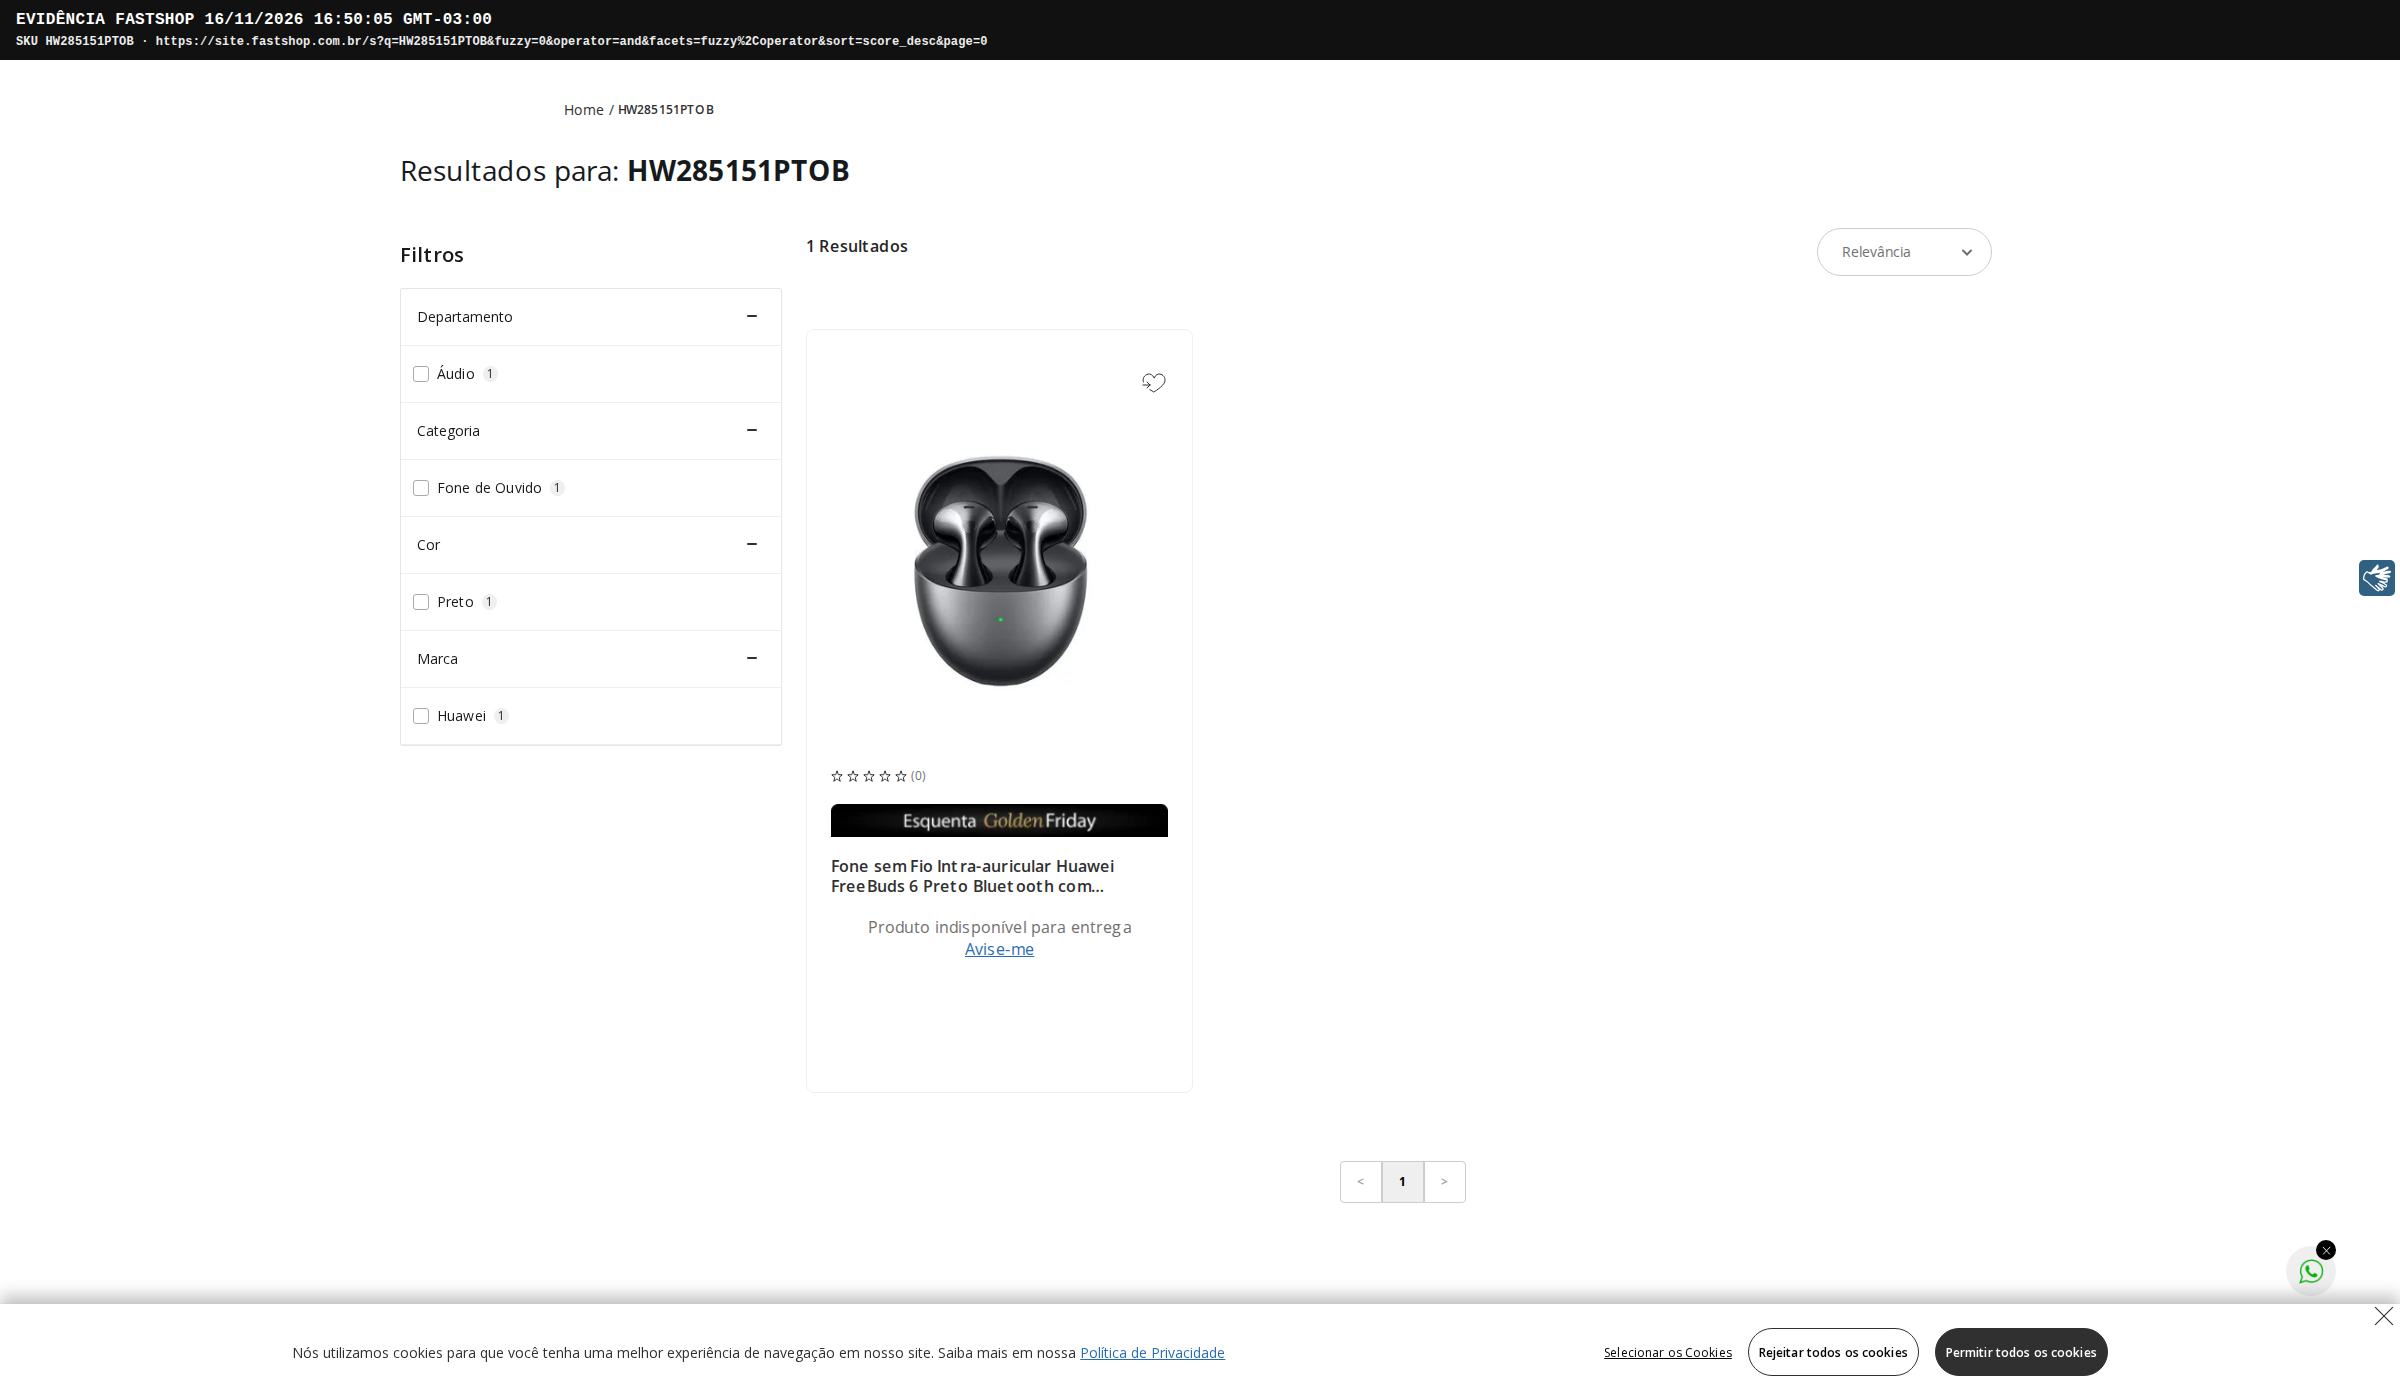 EVIDÊNCIA FASTSHOP 16/11/2026 16:50:05 GMT-03:00
SKU HW285151PTOB · https://site.fastshop.com.br/s?q=HW285151PTOB&fuzzy=0&operator=and&facets=fuzzy%2Coperator&sort=score_desc&page=0
Home / HW285151PTOB
Resultados para: HW285151PTOB
Filtros
1 Resultados
Relevância
Departamento
Áudio 1
Categoria
Fone de Ouvido 1
Cor
Preto 1
Marca
Huawei 1
(0)
Esquenta Golden Friday
Fone sem Fio Intra-auricular Huawei
FreeBuds 6 Preto Bluetooth com...
Produto indisponível para entrega
Avise-me
< 1 >
Nós utilizamos cookies para que você tenha uma melhor experiência de navegação em nosso site. Saiba mais em nossa Política de Privacidade
Selecionar os Cookies
Rejeitar todos os cookies
Permitir todos os cookies